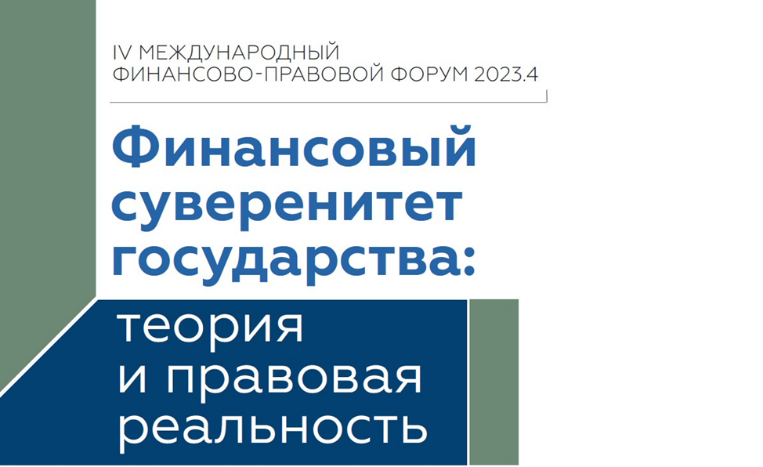 IV МЕЖДУНАРОДНЫЙ
ФИНАНСОВО-ПРАВОВОЙ ФОРУМ 2023.4
Финансовый
суверенитет
государства:
теория
и правовая
реальность